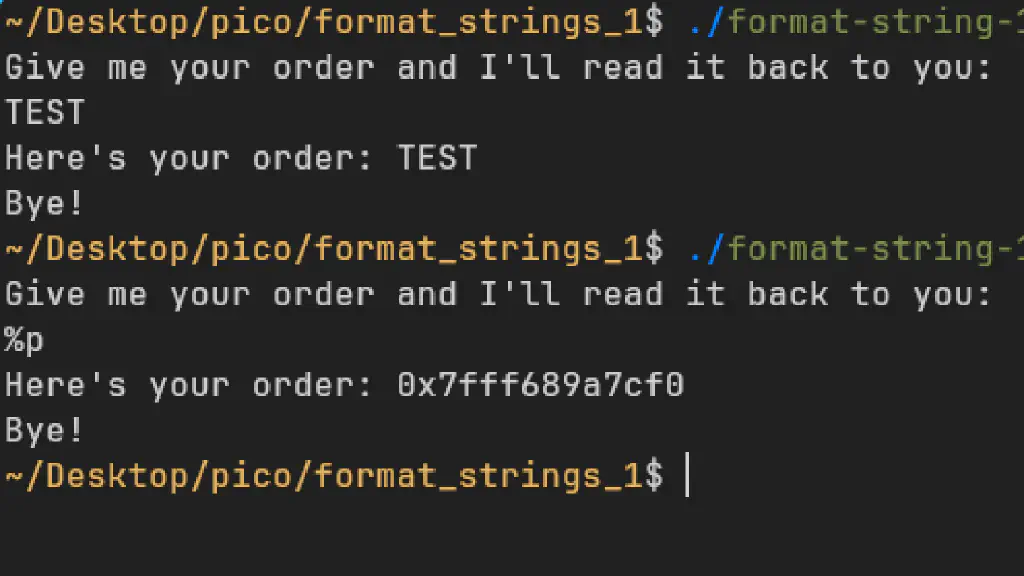 ~/Desktop/pico/format_strings_1$ ./format-string-1
Give me your order and I'll read it back to you:
TEST
Here's your order: TEST
Bye!
~/Desktop/pico/format_strings_1$ ./format-string-1
Give me your order and I'll read it back to you:
%p
Here's your order: 0x7fff689a7cf0
Bye!
~/Desktop/pico/format_strings_1$